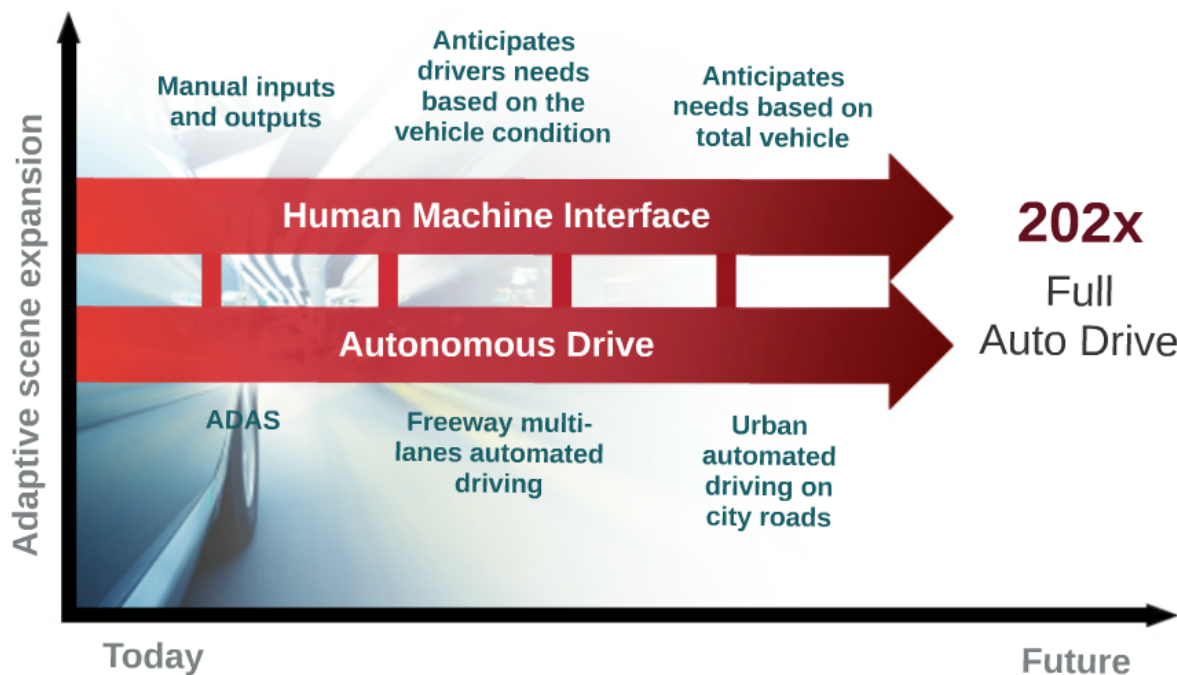 Adaptive scene expansion
Manual inputs
and outputs
Anticipates
drivers needs
based on the
vehicle condition
Anticipates
needs based on
total vehicle
Human Machine Interface
Autonomous Drive
202x
Full
Auto Drive
ADAS
Freeway multi-
lanes automated
driving
Urban
automated
driving on
city roads
Today
Future